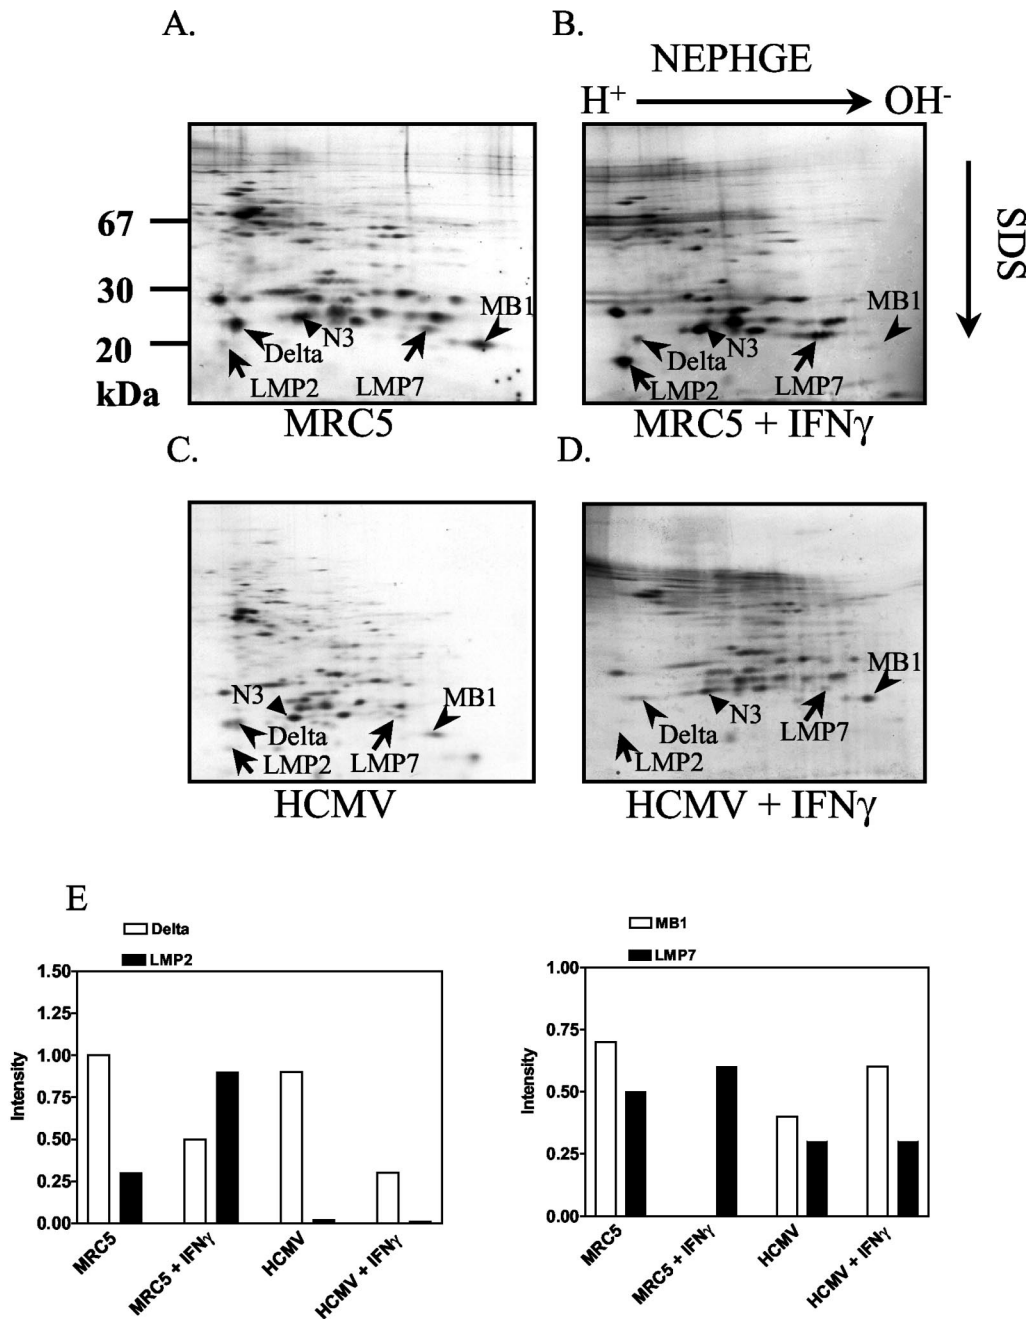 A.
B.
NEPHGE
H⁺ OH⁻
67
30
20
kDa
MB1
N3
Delta
LMP2
LMP7
MRC5
MB1
N3
Delta
LMP2
LMP7
MRC5 + IFNγ
SDS
C.
D.
N3
MB1
Delta
LMP2
LMP7
HCMV
MB1
N3
Delta
LMP7
LMP2
HCMV + IFNγ
E
Delta
LMP2
1.50
1.25
1.00
0.75
0.50
0.25
0.00
Intensity
MRC5
MRC5 + IFNγ
HCMV
HCMV + IFNγ
MB1
LMP7
1.00
0.75
0.50
0.25
0.00
Intensity
MRC5
MRC5 + IFNγ
HCMV
HCMV + IFNγ